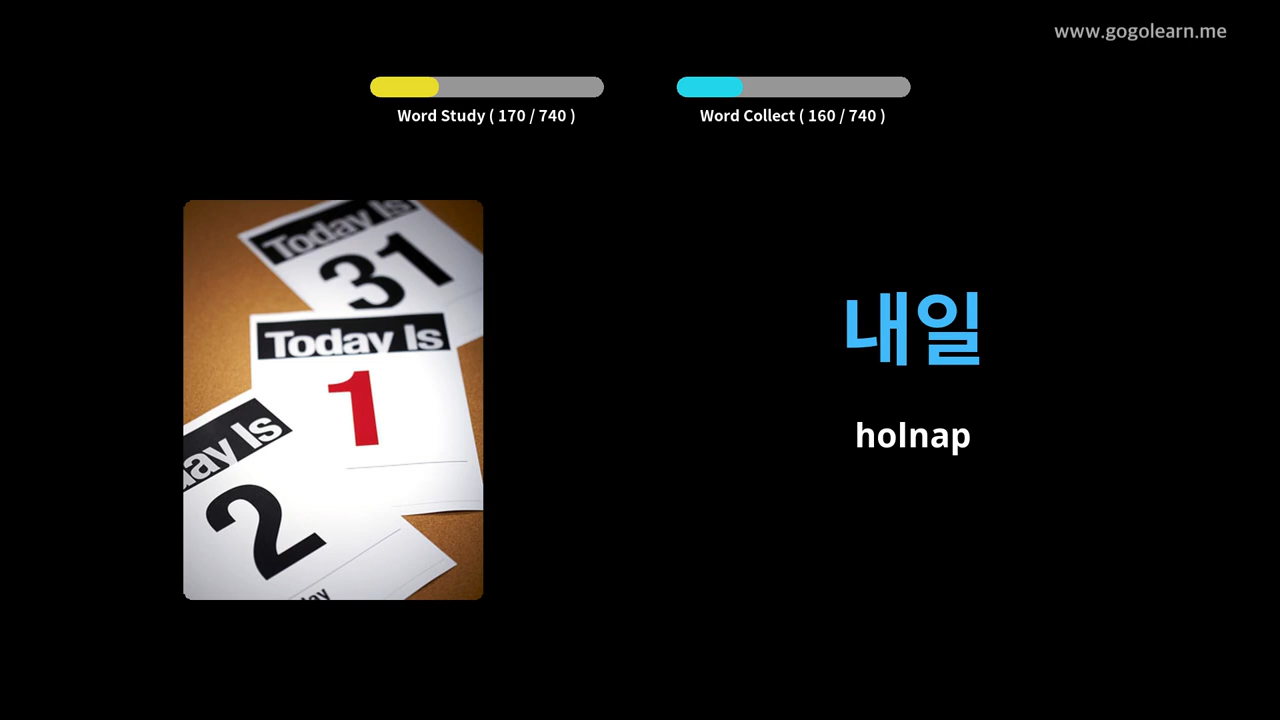 www.gogolearn.me
Word Study ( 170 / 740 )
Word Collect ( 160 / 740 )
Today Is
31
Today Is
1
day Is
2
내일
holnap